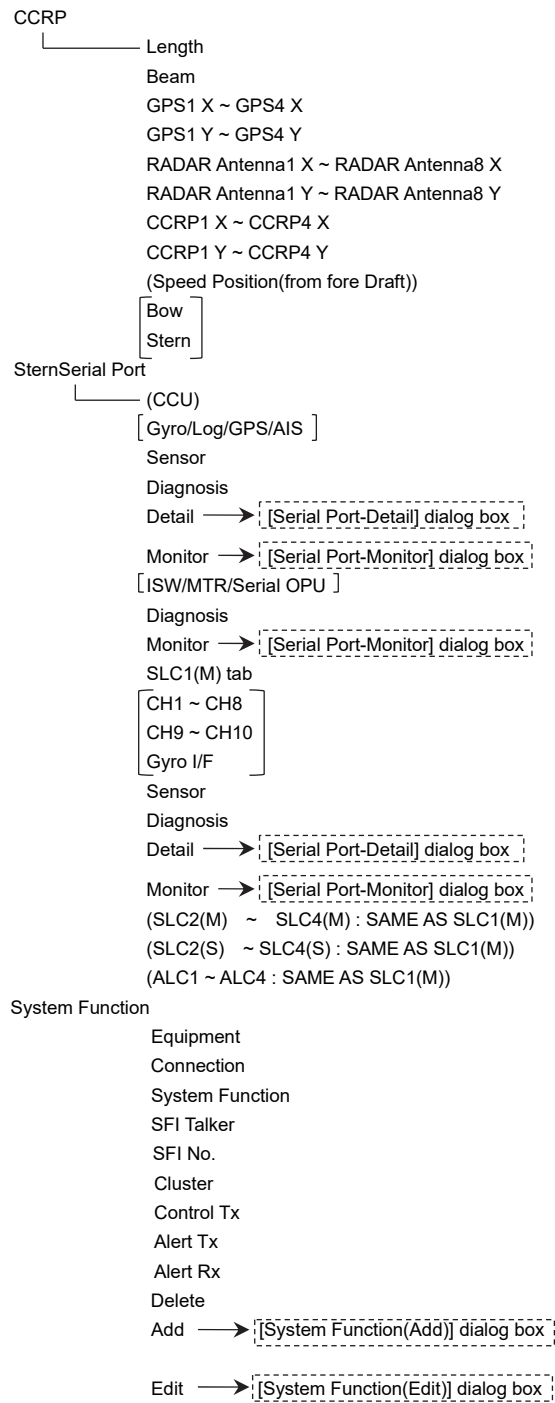 CCRP
Length
Beam
GPS1 X ~ GPS4 X
GPS1 Y ~ GPS4 Y
RADAR Antenna1 X ~ RADAR Antenna8 X
RADAR Antenna1 Y ~ RADAR Antenna8 Y
CCRP1 X ~ CCRP4 X
CCRP1 Y ~ CCRP4 Y
(Speed Position(from fore Draft))
Bow
Stern
SternSerial Port
(CCU)
[Gyro/Log/GPS/AIS ]
Sensor
Diagnosis
Detail → [Serial Port-Detail] dialog box
Monitor → [Serial Port-Monitor] dialog box
[ISW/MTR/Serial OPU ]
Diagnosis
Monitor → [Serial Port-Monitor] dialog box
SLC1(M) tab
CH1 ~ CH8
CH9 ~ CH10
Gyro I/F
Sensor
Diagnosis
Detail → [Serial Port-Detail] dialog box
Monitor → [Serial Port-Monitor] dialog box
(SLC2(M) ~ SLC4(M) : SAME AS SLC1(M))
(SLC2(S) ~ SLC4(S) : SAME AS SLC1(M))
(ALC1 ~ ALC4 : SAME AS SLC1(M))
System Function
Equipment
Connection
System Function
SFI Talker
SFI No.
Cluster
Control Tx
Alert Tx
Alert Rx
Delete
Add → [System Function(Add)] dialog box
Edit → [System Function(Edit)] dialog box